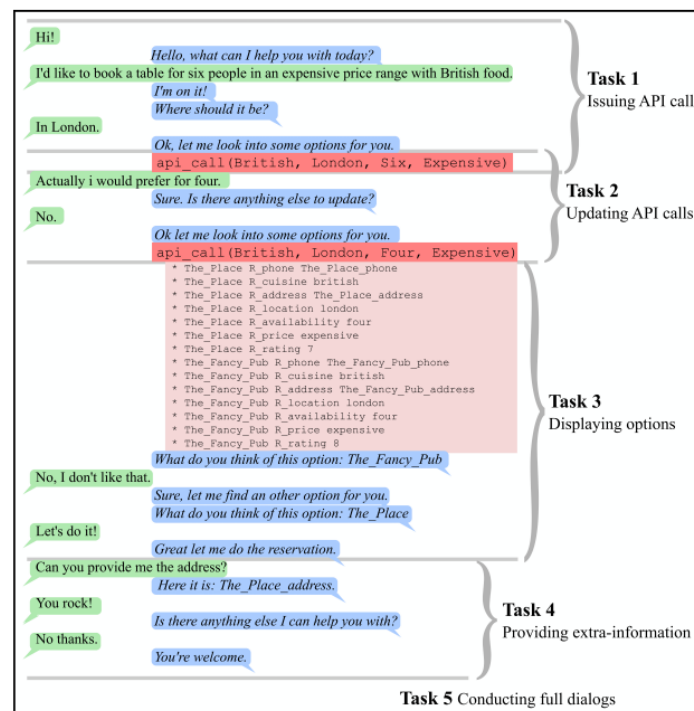 Hi!
Hello, what can I help you with today?
I'd like to book a table for six people in an expensive price range with British food.
I'm on it!
Where should it be?
In London.
Ok, let me look into some options for you.
api_call(British, London, Six, Expensive)
Task 1
Issuing API call
Actually i would prefer for four.
Sure. Is there anything else to update?
No.
Ok let me look into some options for you.
api_call(British, London, Four, Expensive)
Task 2
Updating API calls
* The_Place R_phone The_Place_phone
* The_Place R_cuisine british
* The_Place R_address The_Place_address
* The_Place R_location london
* The_Place R_availability four
* The_Place R_price expensive
* The_Place R_rating 7
* The_Fancy_Pub R_phone The_Fancy_Pub_phone
* The_Fancy_Pub R_cuisine british
* The_Fancy_Pub R_address The_Fancy_Pub_address
* The_Fancy_Pub R_location london
* The_Fancy_Pub R_availability four
* The_Fancy_Pub R_price expensive
* The_Fancy_Pub R_rating 8
What do you think of this option: The_Fancy_Pub
No, I don't like that.
Sure, let me find an other option for you.
What do you think of this option: The_Place
Let's do it!
Great let me do the reservation.
Task 3
Displaying options
Can you provide me the address?
Here it is: The_Place_address.
You rock!
Is there anything else I can help you with?
No thanks.
You're welcome.
Task 4
Providing extra-information
Task 5 Conducting full dialogs